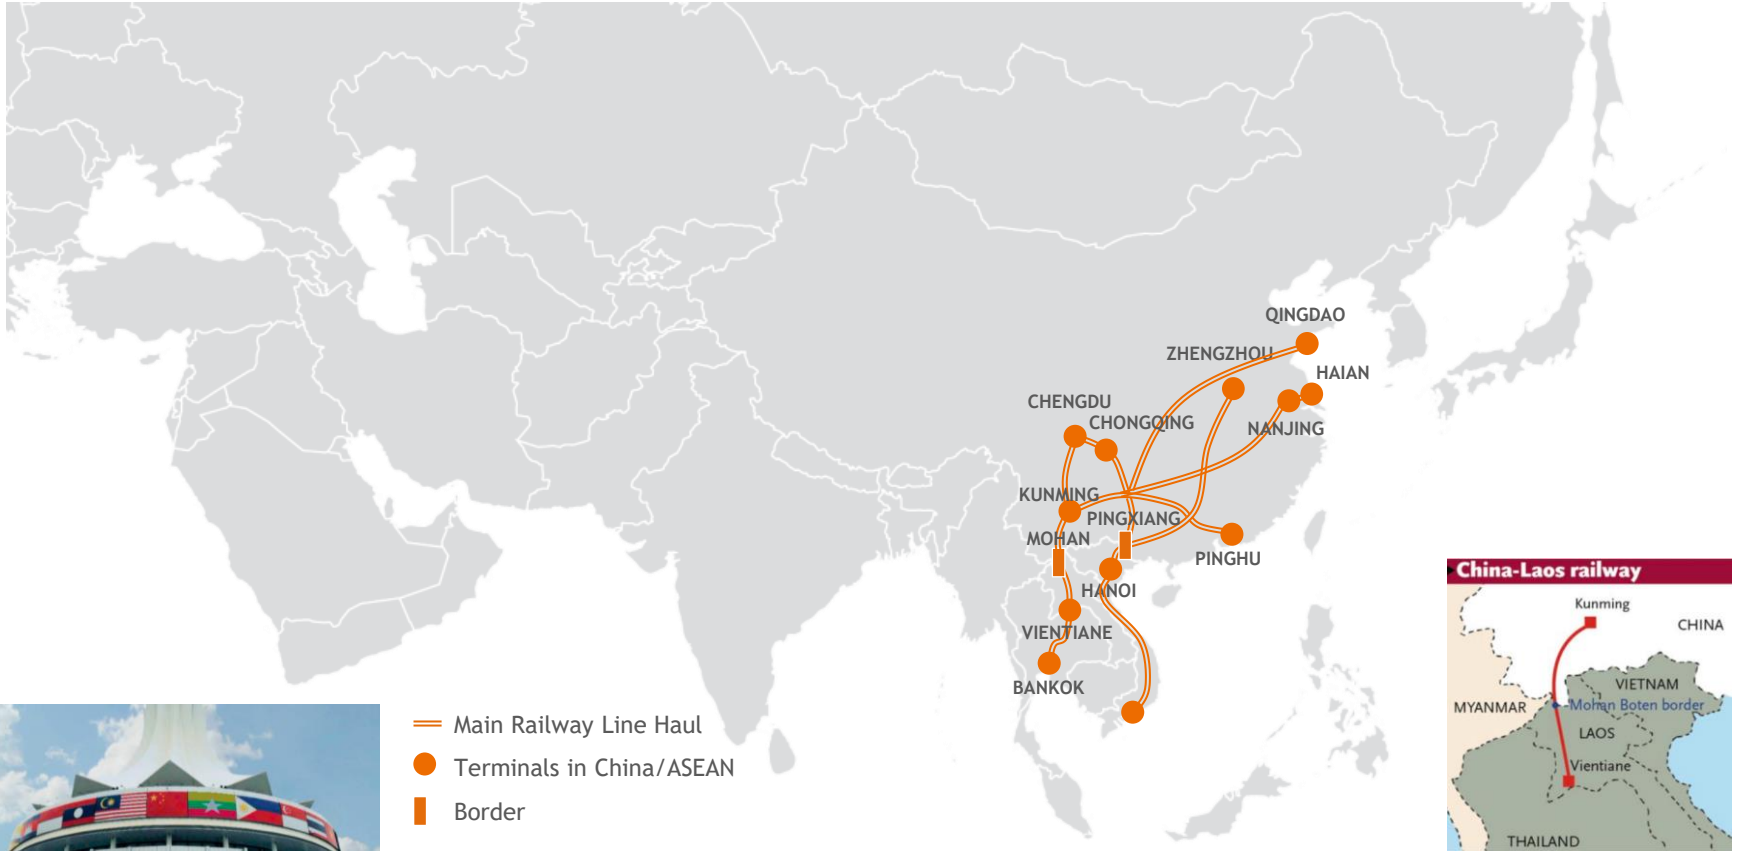 QINGDAO
ZHENGZHOU
HAIAN
CHENGDU
CHONGQING
NANJING
KUNMING
PINGXIANG
MOHAN
PINGHU
HANOI
VIENTIANE
BANKOK
Main Railway Line Haul
Terminals in China/ASEAN
Border
China-Laos railway
Kunming
CHINA
VIETNAM
MYANMAR
Mohan Boten border
LAOS
Vientiane
THAILAND